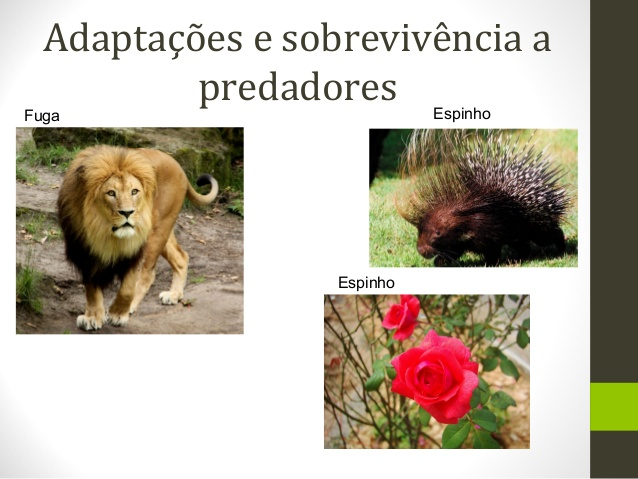 Adaptações e sobrevivência a
predadores
Fuga
Espinho
Espinho